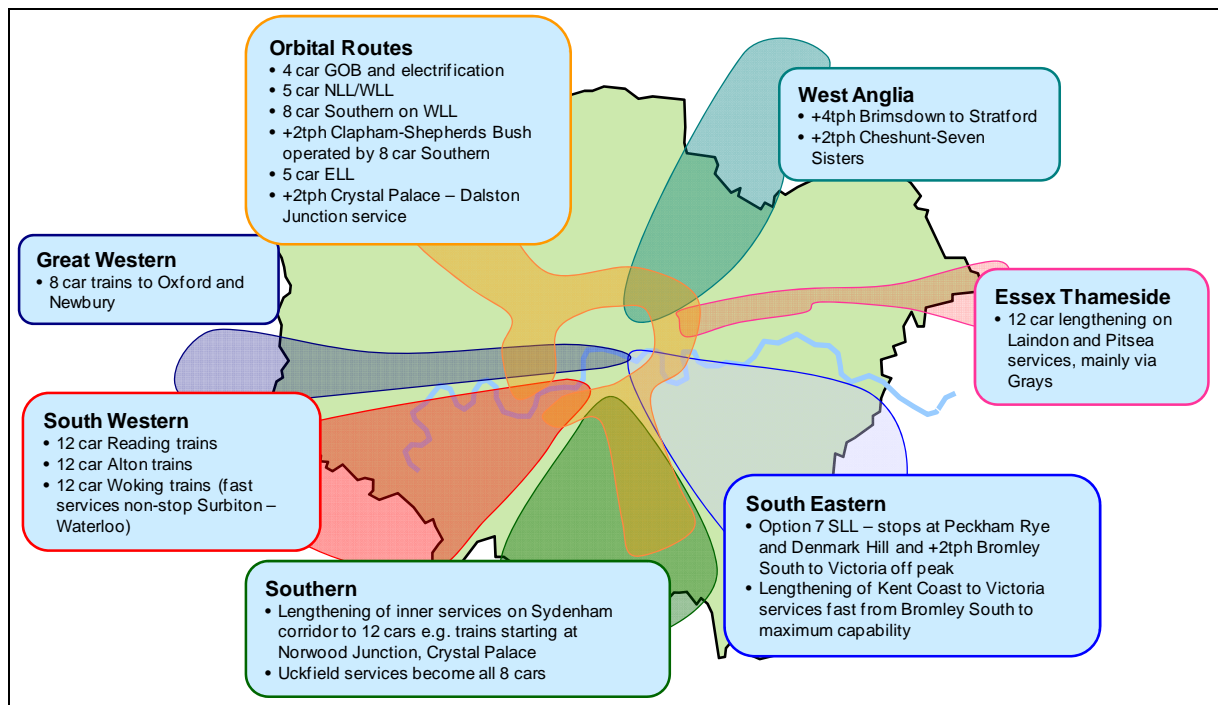 Orbital Routes
• 4 car GOB and electrification
• 5 car NLL/WLL
• 8 car Southern on WLL
• +2tph Clapham-Shepherds Bush
operated by 8 car Southern
• 5 car ELL
• +2tph Crystal Palace – Dalston
Junction service
West Anglia
• +4tph Brimsdown to Stratford
• +2tph Cheshunt-Seven
Sisters
Great Western
• 8 car trains to Oxford and
Newbury
Essex Thameside
• 12 car lengthening on
Laindon and Pitsea
services, mainly via
Grays
South Western
• 12 car Reading trains
• 12 car Alton trains
• 12 car Woking trains (fast
services non-stop Surbiton –
Waterloo)
South Eastern
• Option 7 SLL – stops at Peckham Rye
and Denmark Hill and +2tph Bromley
South to Victoria off peak
• Lengthening of Kent Coast to Victoria
services fast from Bromley South to
maximum capability
Southern
• Lengthening of inner services on Sydenham
corridor to 12 cars e.g. trains starting at
Norwood Junction, Crystal Palace
• Uckfield services become all 8 cars